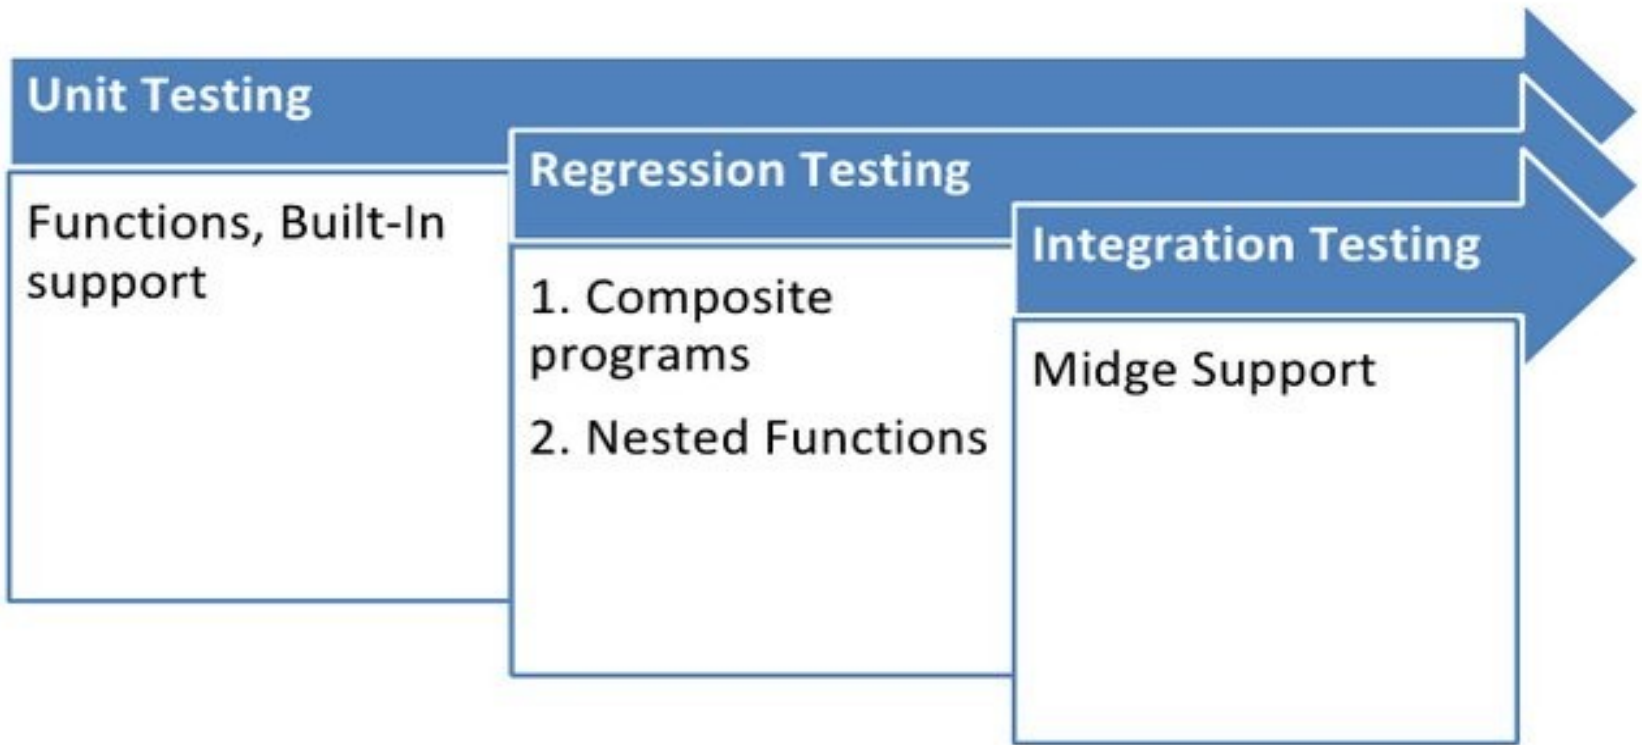 Unit Testing
Functions, Built-In
support
Regression Testing
1. Composite
programs
2. Nested Functions
Integration Testing
Midge Support